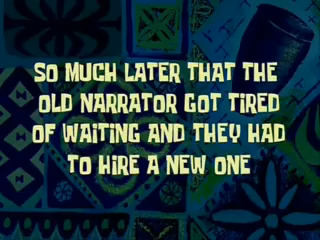 SO MUCH LATER THAT THE
OLD NARRATOR GOT TIRED
OF WAITING AND THEY HAD
TO HIRE A NEW ONE